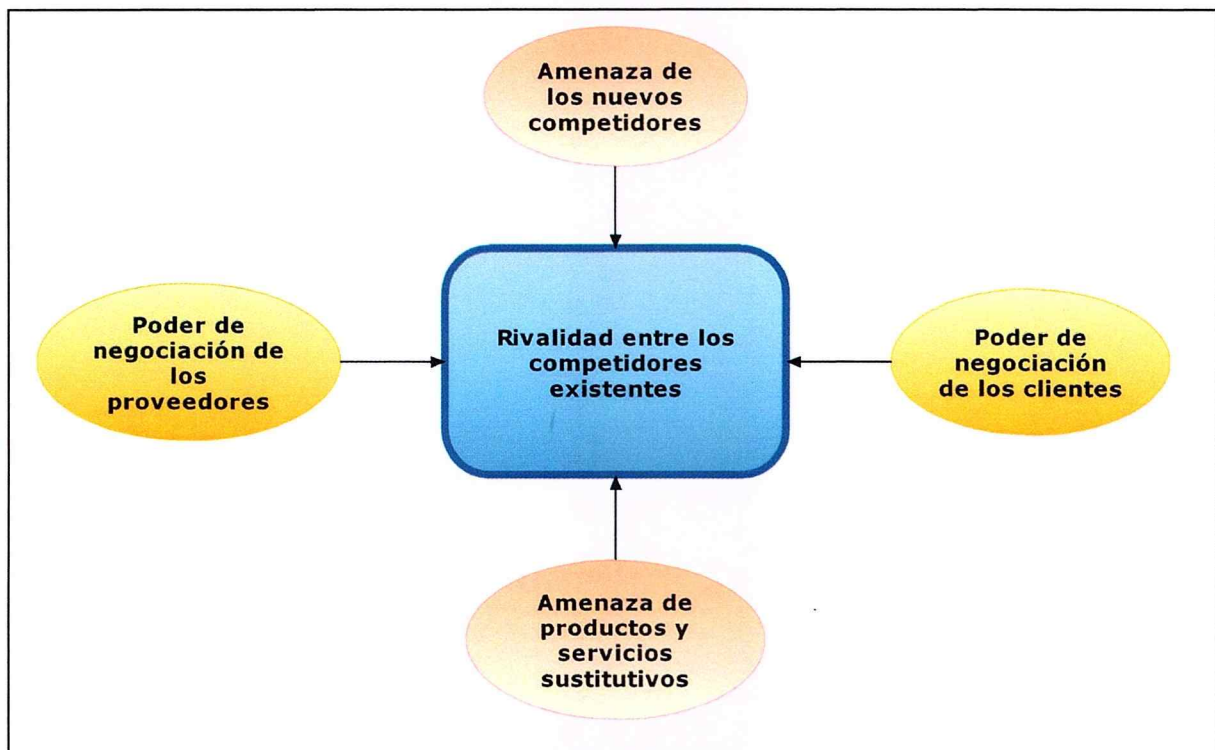 Amenaza de
los nuevos
competidores
Poder de
negociación de
los
proveedores
Rivalidad entre los
competidores
existentes
Poder de
negociación
de los clientes
Amenaza de
productos y
servicios
sustitutivos